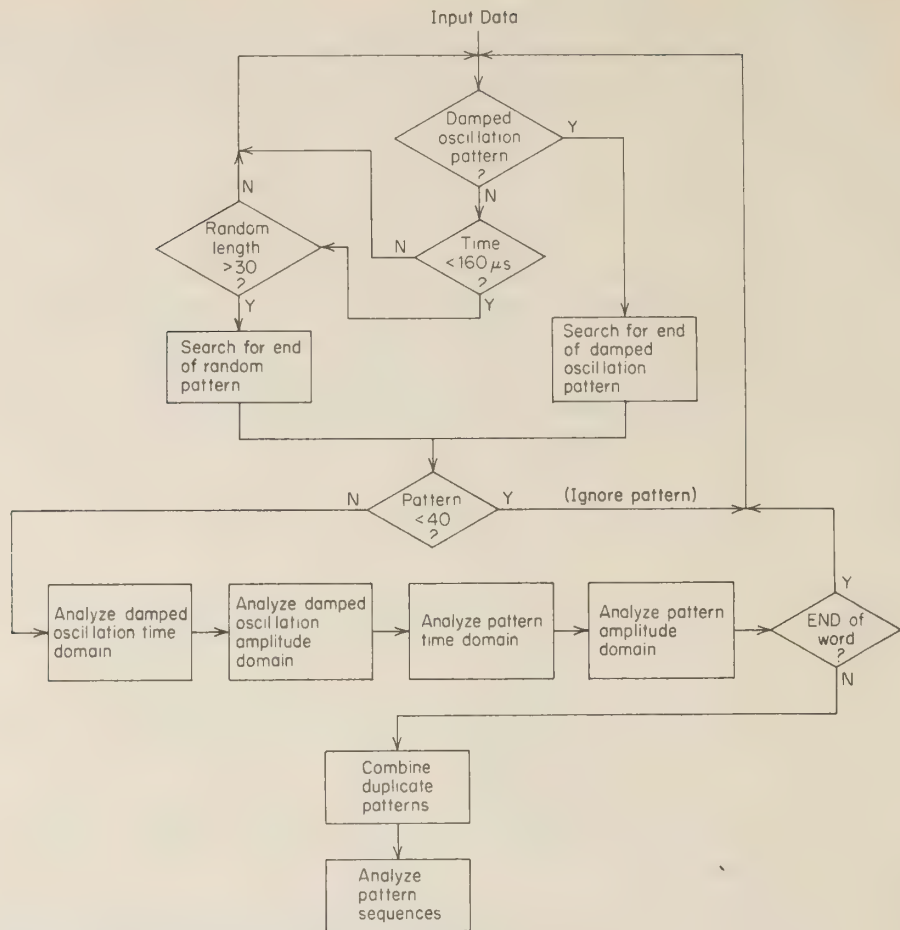 Input Data
Damped
oscillation
pattern
?
Y
N
Time
<160 μs
?
N
Y
Random
length
>30
?
N
Y
Search for end
of random
pattern
Search for end
of damped
oscillation
pattern
Pattern
<40
?
N
Y
(Ignore pattern)
Analyze damped
oscillation time
domain
Analyze damped
oscillation
amplitude
domain
Analyze pattern
time domain
Analyze pattern
amplitude
domain
END of
word
?
Y
N
Combine
duplicate
patterns
Analyze
pattern
sequences